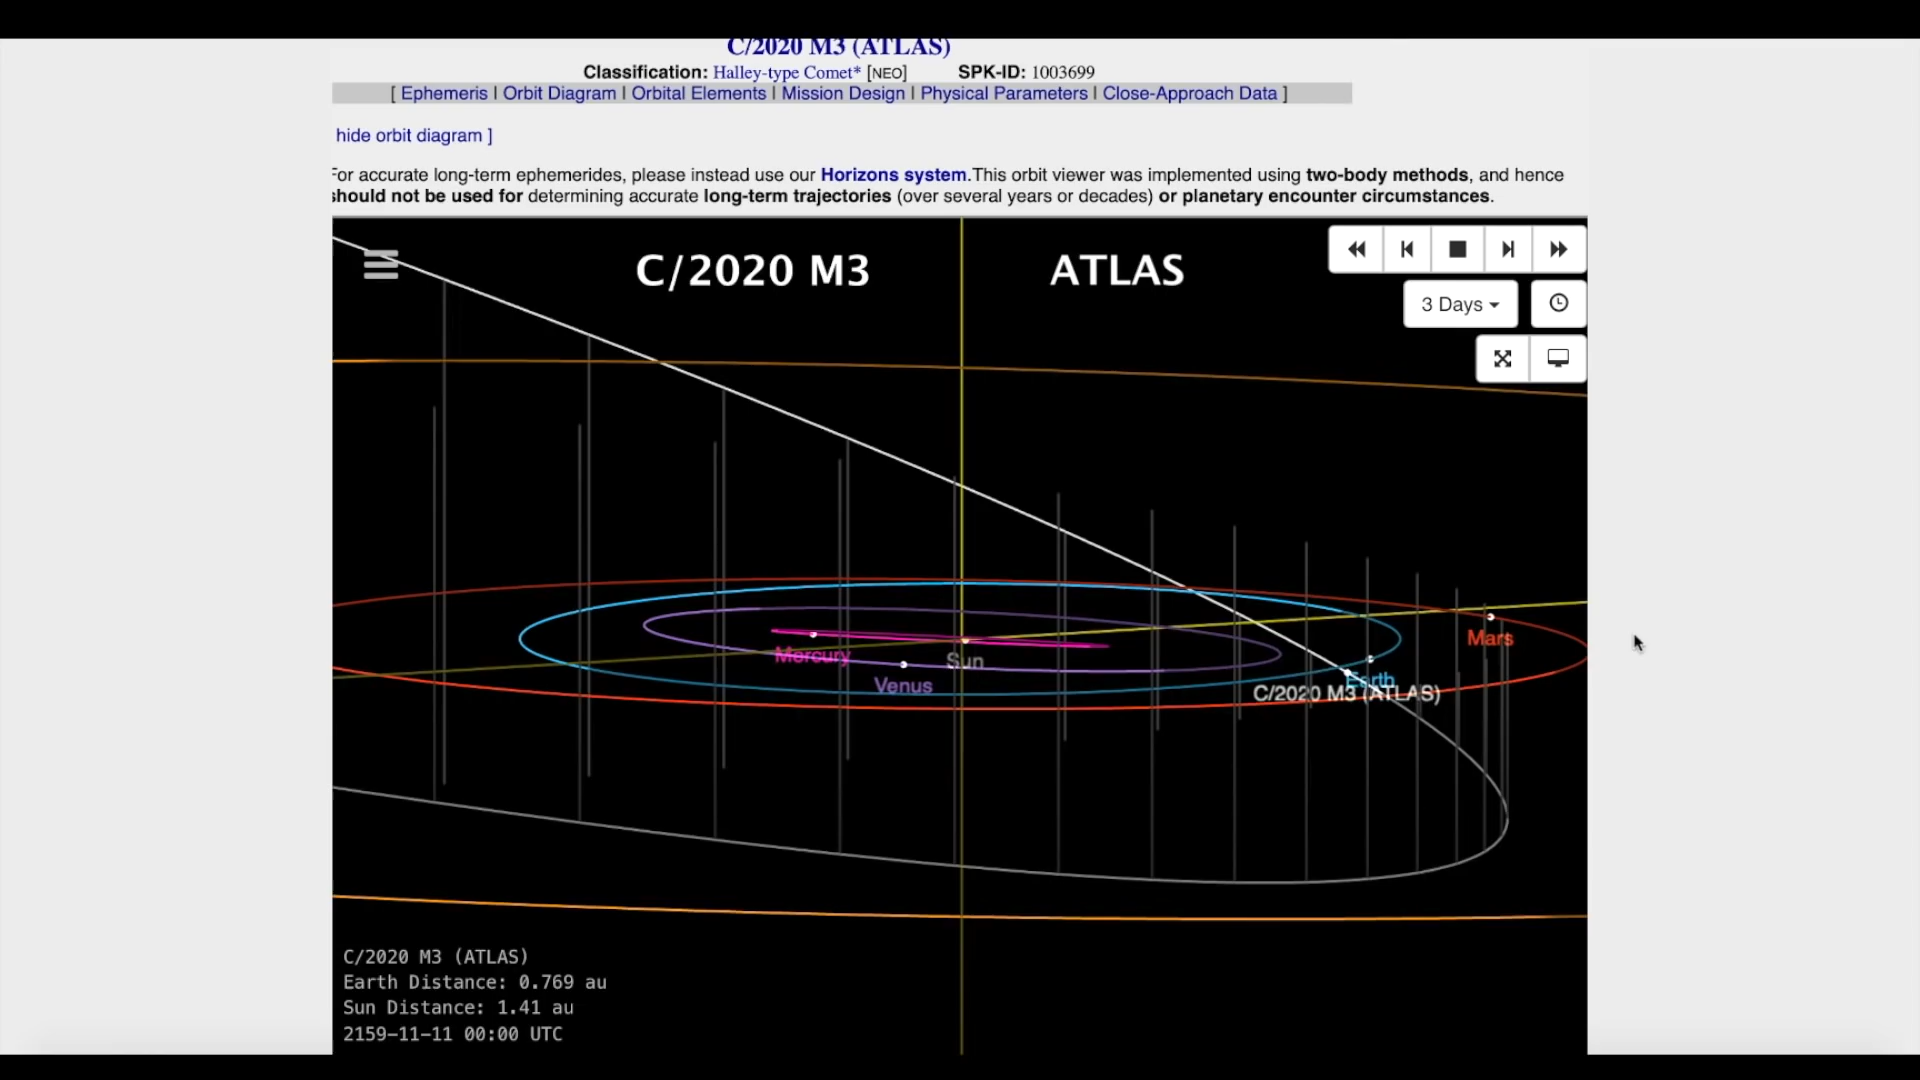 C/2020 M3 (ATLAS)
Classification: Halley-type Comet* [NEO] SPK-ID: 1003699
[ Ephemeris | Orbit Diagram | Orbital Elements | Mission Design | Physical Parameters | Close-Approach Data ]
hide orbit diagram ]
For accurate long-term ephemerides, please instead use our Horizons system.This orbit viewer was implemented using two-body methods, and hence
should not be used for determining accurate long-term trajectories (over several years or decades) or planetary encounter circumstances.
C/2020 M3 ATLAS
3 Days
Mars
Mercury
Sun
Venus
Earth
C/2020 M3 (ATLAS)
C/2020 M3 (ATLAS)
Earth Distance: 0.769 au
Sun Distance: 1.41 au
2159-11-11 00:00 UTC